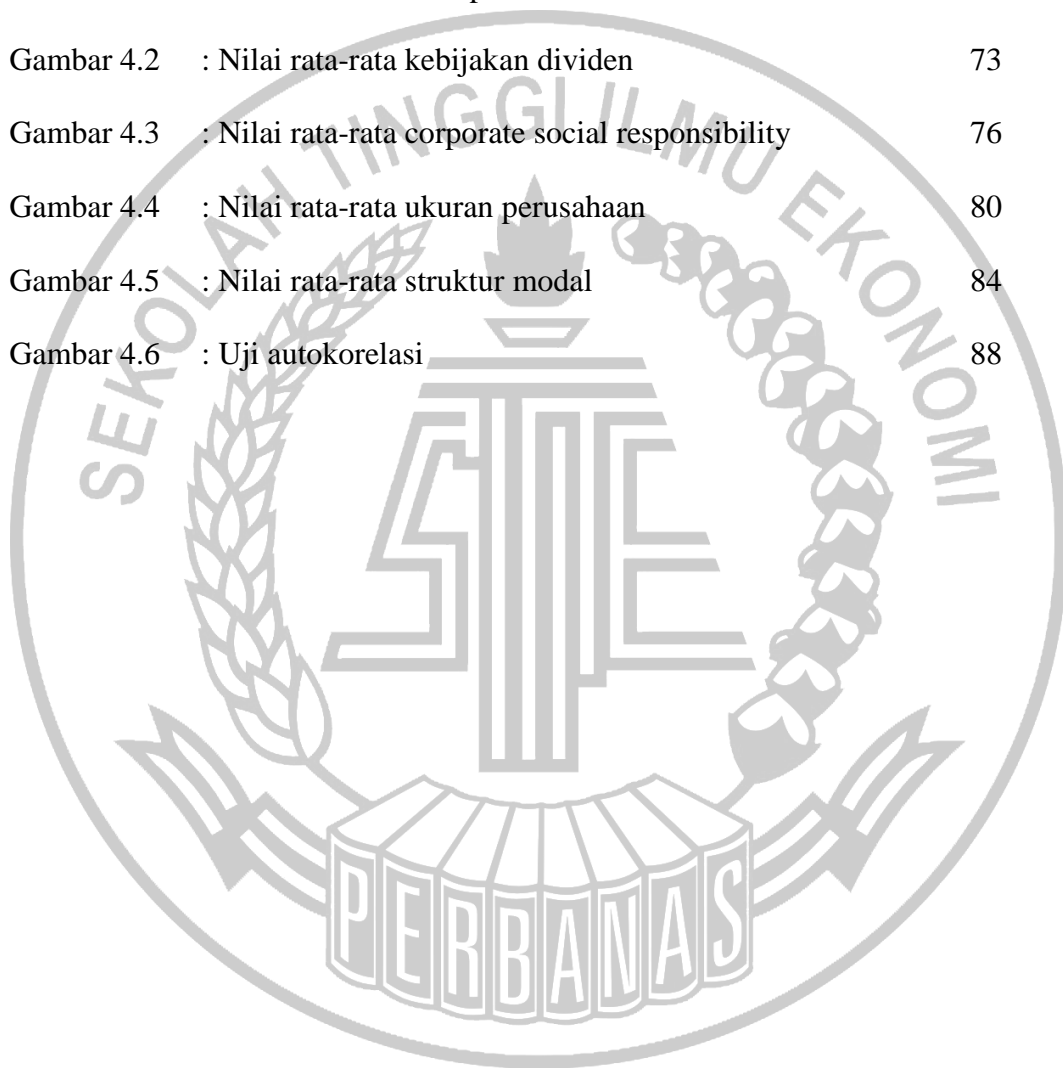 Gambar 4.2 : Nilai rata-rata kebijakan dividen 73
Gambar 4.3 : Nilai rata-rata corporate social responsibility 76
Gambar 4.4 : Nilai rata-rata ukuran perusahaan 80
Gambar 4.5 : Nilai rata-rata struktur modal 84
Gambar 4.6 : Uji autokorelasi 88
SEKOLAH TINGGI ILMU EKONOMI
STIE
PERBANAS